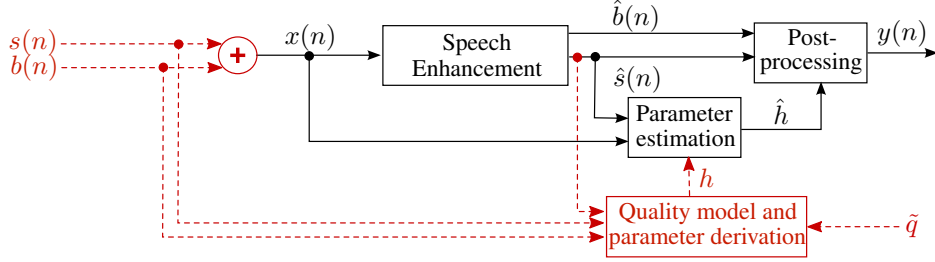 s(n)
b(n)
+
x(n)
Speech
Enhancement
b̂(n)
ŝ(n)
Post-
processing
y(n)
Parameter
estimation
ĥ
h
Quality model and
parameter derivation
q̃